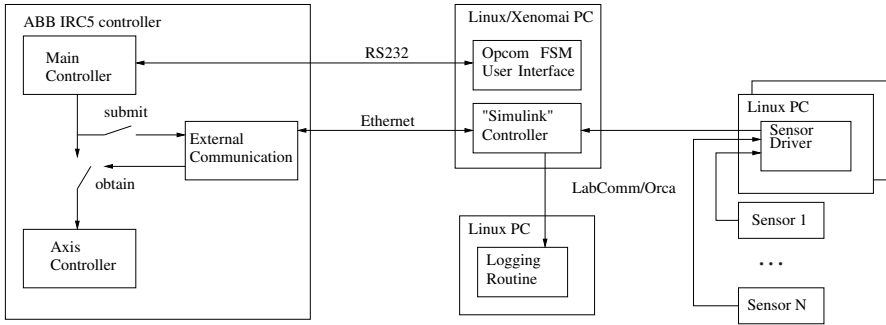 ABB IRC5 controller
Main
Controller
submit
External
Communication
obtain
Axis
Controller
RS232
Ethernet
Linux/Xenomai PC
Opcom FSM
User Interface
"Simulink"
Controller
LabComm/Orca
Linux PC
Logging
Routine
Linux PC
Sensor
Driver
Sensor 1
...
Sensor N